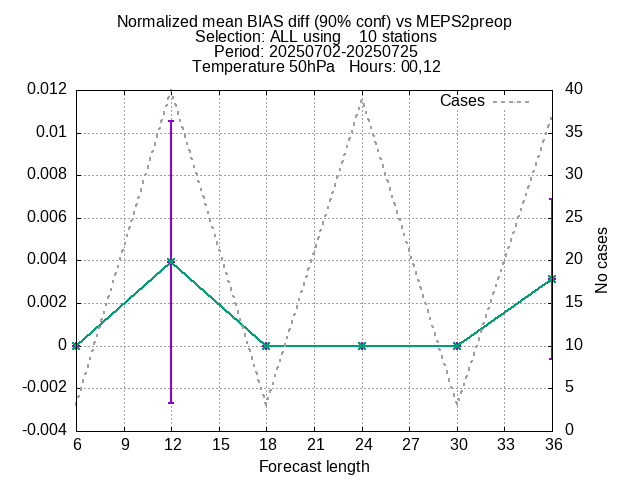 Normalized mean BIAS diff (90% conf) vs MEPS2preop
Selection: ALL using    10 stations
Period: 20250702-20250725
Temperature 50hPa   Hours: 00,12
Cases
0.012
0.01
0.008
0.006
0.004
0.002
0
-0.002
-0.004
40
35
30
25
20
15
10
5
0
No cases
6 9 12 15 18 21 24 27 30 33 36
Forecast length